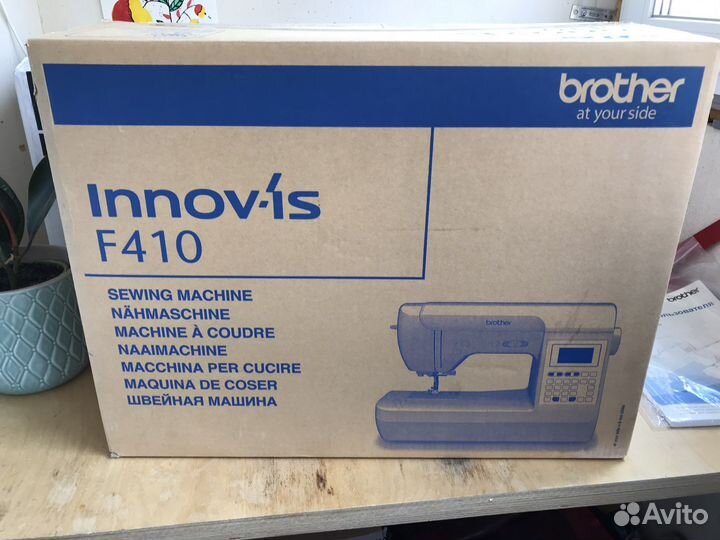 brother
at your side
Innov-is
F410
SEWING MACHINE
NÄHMASCHINE
MACHINE À COUDRE
NAAIMACHINE
MACCHINA PER CUCIRE
MAQUINA DE COSER
ШВЕЙНАЯ МАШИНА
brother
brother
Avito